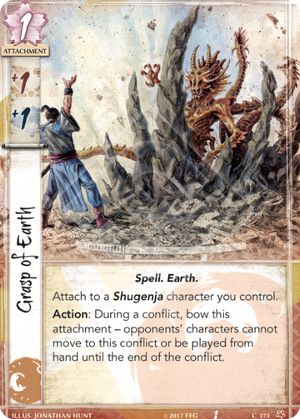 1
ATTACHMENT
+1
+1
Grasp of Earth
Spell. Earth.
Attach to a Shugenja character you control.
Action: During a conflict, bow this
attachment – opponents' characters cannot
move to this conflict or be played from
hand until the end of the conflict.
ILLUS. JONATHAN HUNT
© 2017 FFG
C 173